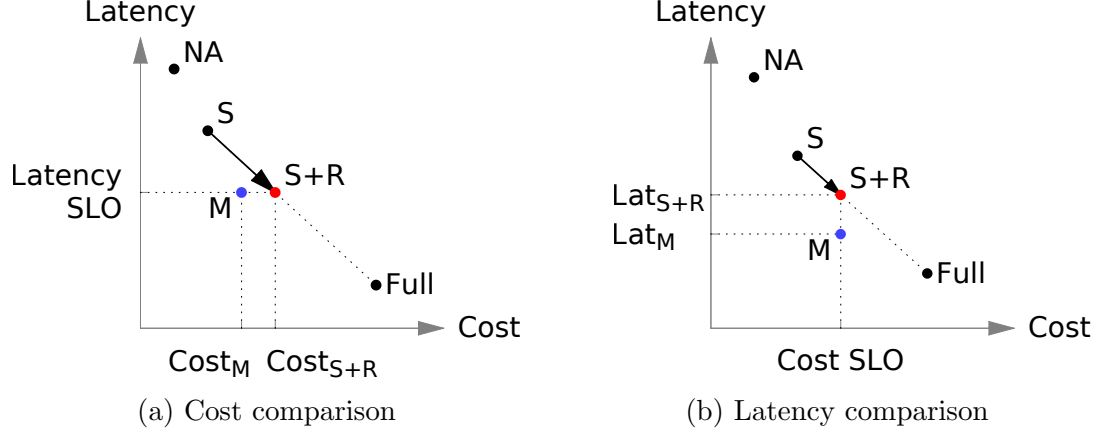 Latency
NA
S
S+R
Latency
SLO
M
Full
Cost
Cost_M
Cost_S+R
(a) Cost comparison
Latency
NA
S
S+R
Lat_S+R
Lat_M
M
Full
Cost
Cost SLO
(b) Latency comparison